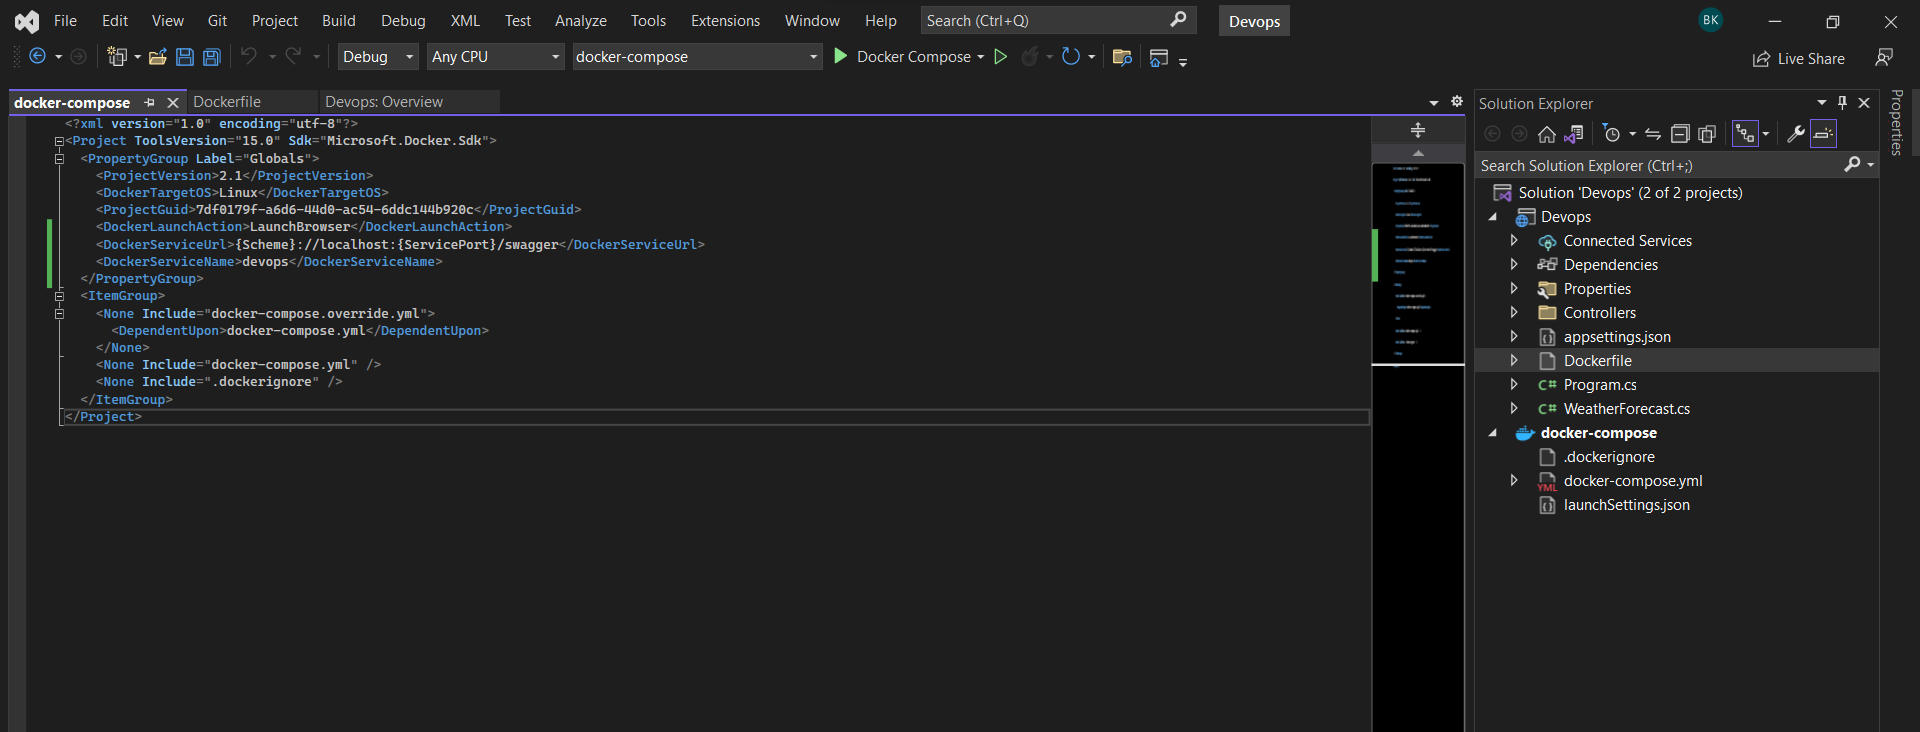 File Edit View Git Project Build Debug XML Test Analyze Tools Extensions Window Help Search (Ctrl+Q) Devops BK
Debug Any CPU docker-compose Docker Compose Live Share
docker-compose Dockerfile Devops: Overview
<?xml version="1.0" encoding="utf-8"?>
<Project ToolsVersion="15.0" Sdk="Microsoft.Docker.Sdk">
<PropertyGroup Label="Globals">
<ProjectVersion>2.1</ProjectVersion>
<DockerTargetOS>Linux</DockerTargetOS>
<ProjectGuid>7df0179f-a6d6-44d0-ac54-6ddc144b920c</ProjectGuid>
<DockerLaunchAction>LaunchBrowser</DockerLaunchAction>
<DockerServiceUrl>{Scheme}://localhost:{ServicePort}/swagger</DockerServiceUrl>
<DockerServiceName>devops</DockerServiceName>
</PropertyGroup>
<ItemGroup>
<None Include="docker-compose.override.yml">
<DependentUpon>docker-compose.yml</DependentUpon>
</None>
<None Include="docker-compose.yml" />
<None Include=".dockerignore" />
</ItemGroup>
</Project>
Solution Explorer
Search Solution Explorer (Ctrl+;)
Solution 'Devops' (2 of 2 projects)
Devops
Connected Services
Dependencies
Properties
Controllers
appsettings.json
Dockerfile
C# Program.cs
C# WeatherForecast.cs
docker-compose
.dockerignore
YML docker-compose.yml
launchSettings.json
Properties